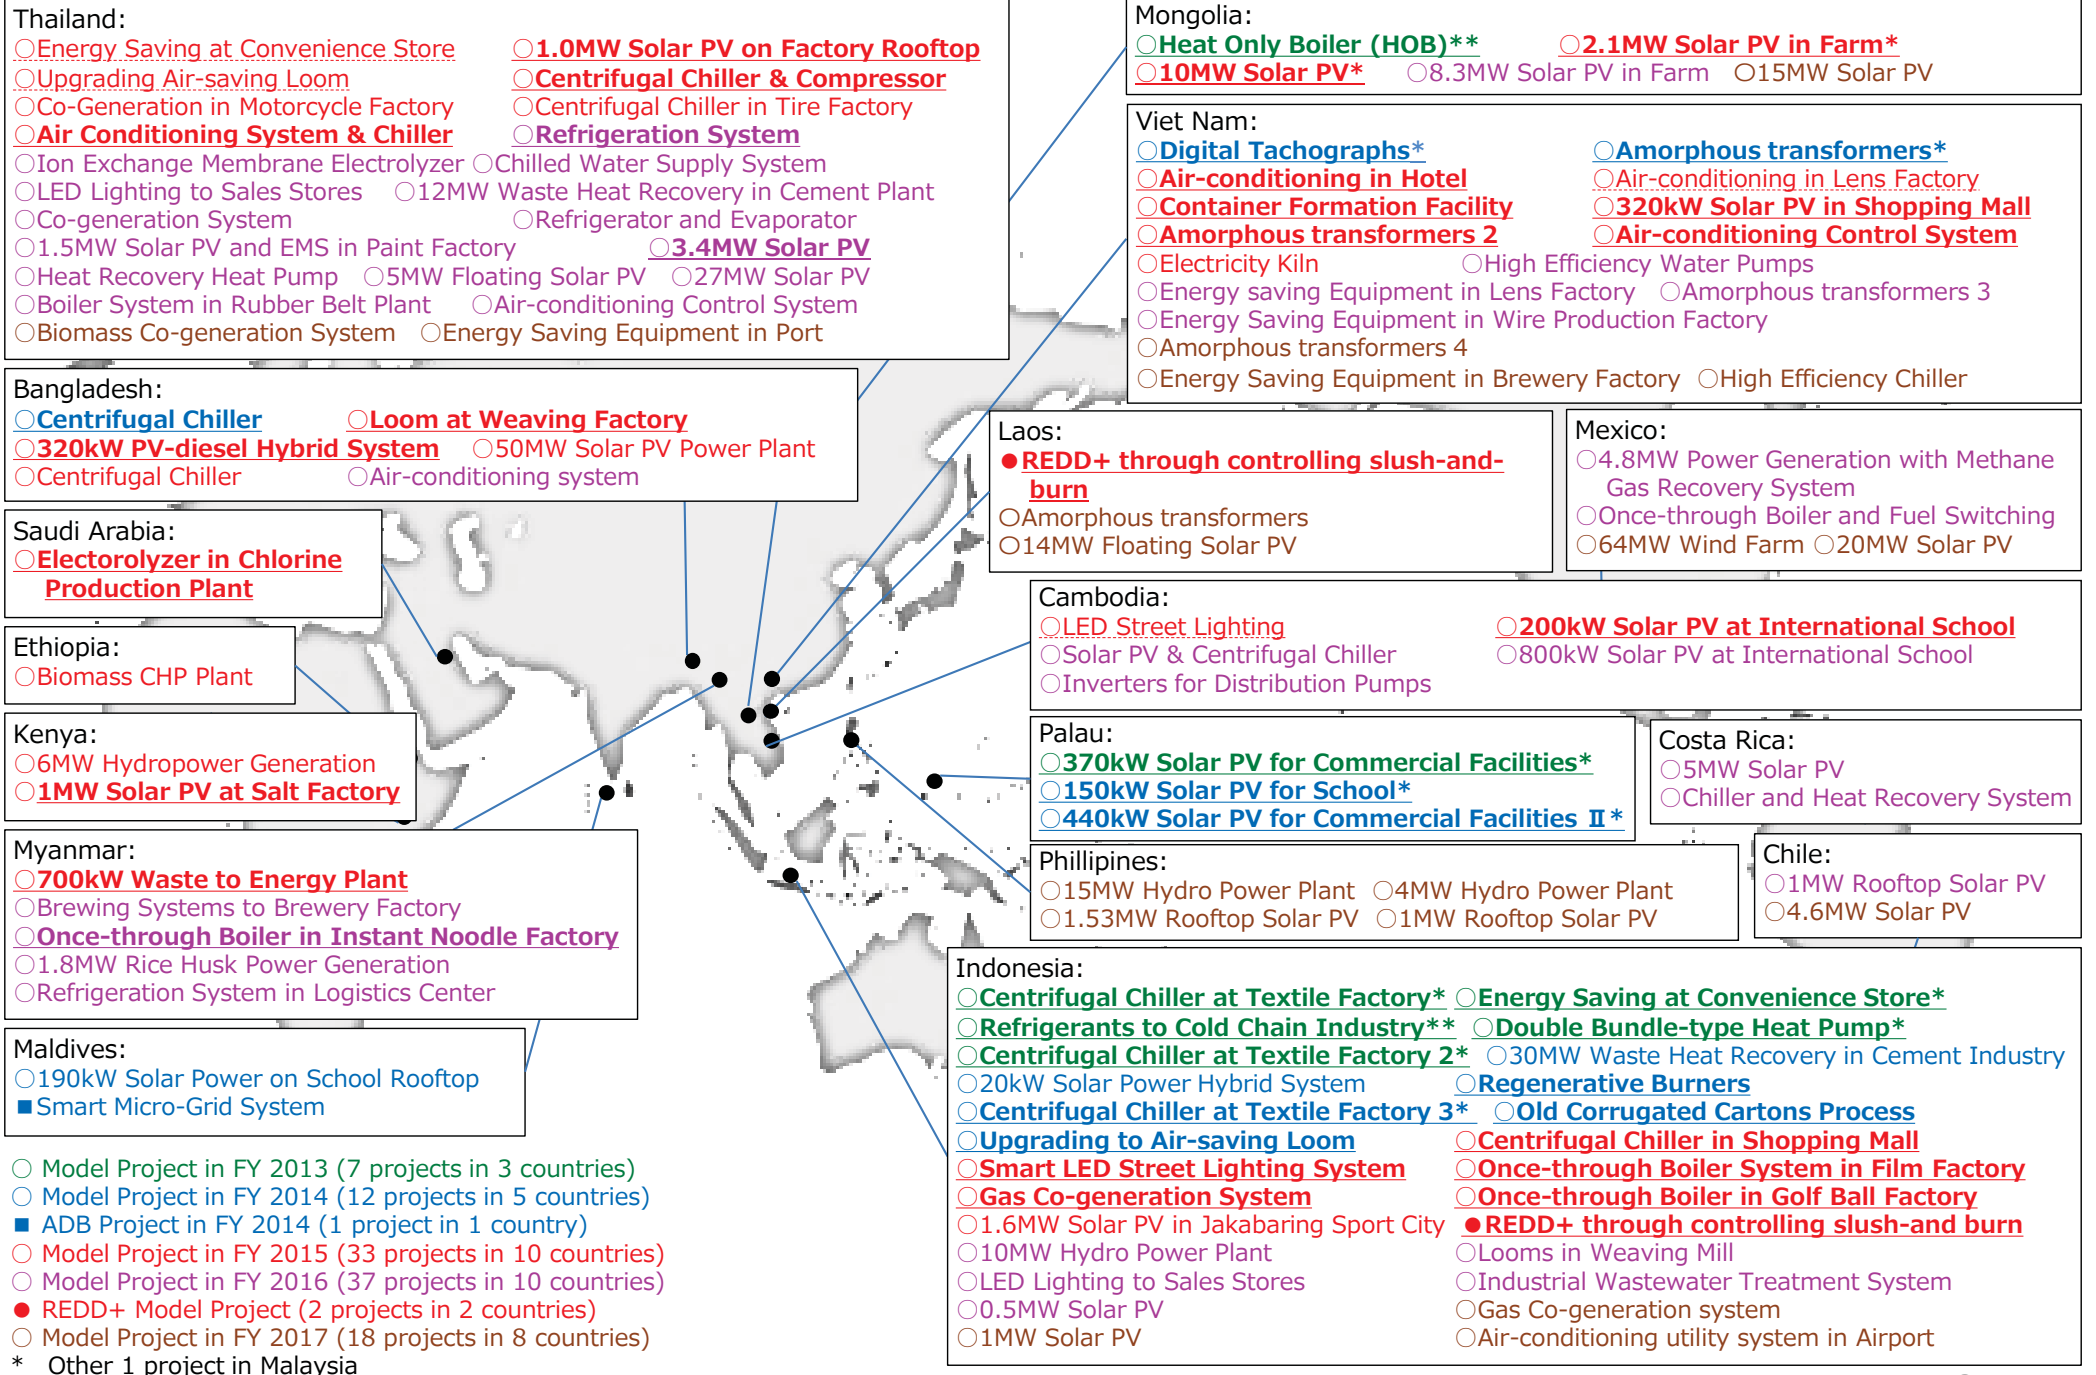 Thailand:
○Energy Saving at Convenience Store ○1.0MW Solar PV on Factory Rooftop
○Upgrading Air-saving Loom ○Centrifugal Chiller & Compressor
○Co-Generation in Motorcycle Factory ○Centrifugal Chiller in Tire Factory
○Air Conditioning System & Chiller ○Refrigeration System
○Ion Exchange Membrane Electrolyzer ○Chilled Water Supply System
○LED Lighting to Sales Stores ○12MW Waste Heat Recovery in Cement Plant
○Co-generation System ○Refrigerator and Evaporator
○1.5MW Solar PV and EMS in Paint Factory ○3.4MW Solar PV
○Heat Recovery Heat Pump ○5MW Floating Solar PV ○27MW Solar PV
○Boiler System in Rubber Belt Plant ○Air-conditioning Control System
○Biomass Co-generation System ○Energy Saving Equipment in Port
Mongolia:
○Heat Only Boiler (HOB)** ○2.1MW Solar PV in Farm*
○10MW Solar PV* ○8.3MW Solar PV in Farm ○15MW Solar PV
Viet Nam:
○Digital Tachographs* ○Amorphous transformers*
○Air-conditioning in Hotel ○Air-conditioning in Lens Factory
○Container Formation Facility ○320kW Solar PV in Shopping Mall
○Amorphous transformers 2 ○Air-conditioning Control System
○Electricity Kiln ○High Efficiency Water Pumps
○Energy saving Equipment in Lens Factory ○Amorphous transformers 3
○Energy Saving Equipment in Wire Production Factory
○Amorphous transformers 4
○Energy Saving Equipment in Brewery Factory ○High Efficiency Chiller
Bangladesh:
○Centrifugal Chiller ○Loom at Weaving Factory
○320kW PV-diesel Hybrid System ○50MW Solar PV Power Plant
○Centrifugal Chiller ○Air-conditioning system
Laos:
●REDD+ through controlling slush-and-
burn
○Amorphous transformers
○14MW Floating Solar PV
Mexico:
○4.8MW Power Generation with Methane
Gas Recovery System
○Once-through Boiler and Fuel Switching
○64MW Wind Farm ○20MW Solar PV
Saudi Arabia:
○Electorolyzer in Chlorine
Production Plant
Cambodia:
○LED Street Lighting ○200kW Solar PV at International School
○Solar PV & Centrifugal Chiller ○800kW Solar PV at International School
○Inverters for Distribution Pumps
Ethiopia:
○Biomass CHP Plant
Kenya:
○6MW Hydropower Generation
○1MW Solar PV at Salt Factory
Palau:
○370kW Solar PV for Commercial Facilities*
○150kW Solar PV for School*
○440kW Solar PV for Commercial Facilities Ⅱ*
Costa Rica:
○5MW Solar PV
○Chiller and Heat Recovery System
Myanmar:
○700kW Waste to Energy Plant
○Brewing Systems to Brewery Factory
○Once-through Boiler in Instant Noodle Factory
○1.8MW Rice Husk Power Generation
○Refrigeration System in Logistics Center
Phillipines:
○15MW Hydro Power Plant ○4MW Hydro Power Plant
○1.53MW Rooftop Solar PV ○1MW Rooftop Solar PV
Chile:
○1MW Rooftop Solar PV
○4.6MW Solar PV
Maldives:
○190kW Solar Power on School Rooftop
■Smart Micro-Grid System
Indonesia:
○Centrifugal Chiller at Textile Factory* ○Energy Saving at Convenience Store*
○Refrigerants to Cold Chain Industry** ○Double Bundle-type Heat Pump*
○Centrifugal Chiller at Textile Factory 2* ○30MW Waste Heat Recovery in Cement Industry
○20kW Solar Power Hybrid System ○Regenerative Burners
○Centrifugal Chiller at Textile Factory 3* ○Old Corrugated Cartons Process
○Upgrading to Air-saving Loom ○Centrifugal Chiller in Shopping Mall
○Smart LED Street Lighting System ○Once-through Boiler System in Film Factory
○Gas Co-generation System ○Once-through Boiler in Golf Ball Factory
○1.6MW Solar PV in Jakabaring Sport City ●REDD+ through controlling slush-and burn
○10MW Hydro Power Plant ○Looms in Weaving Mill
○LED Lighting to Sales Stores ○Industrial Wastewater Treatment System
○0.5MW Solar PV ○Gas Co-generation system
○1MW Solar PV ○Air-conditioning utility system in Airport
○ Model Project in FY 2013 (7 projects in 3 countries)
○ Model Project in FY 2014 (12 projects in 5 countries)
■ ADB Project in FY 2014 (1 project in 1 country)
○ Model Project in FY 2015 (33 projects in 10 countries)
○ Model Project in FY 2016 (37 projects in 10 countries)
● REDD+ Model Project (2 projects in 2 countries)
○ Model Project in FY 2017 (18 projects in 8 countries)
* Other 1 project in Malaysia